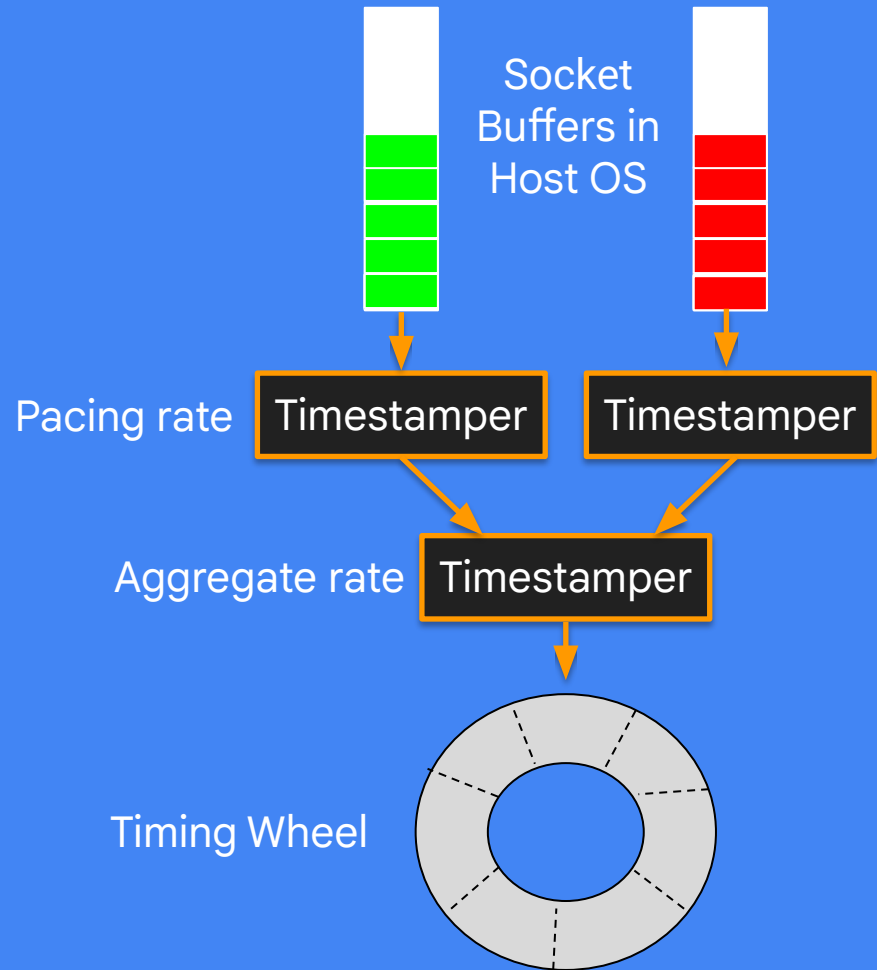 Socket
Buffers in
Host OS
Pacing rate
Timestamper
Timestamper
Aggregate rate
Timestamper
Timing Wheel